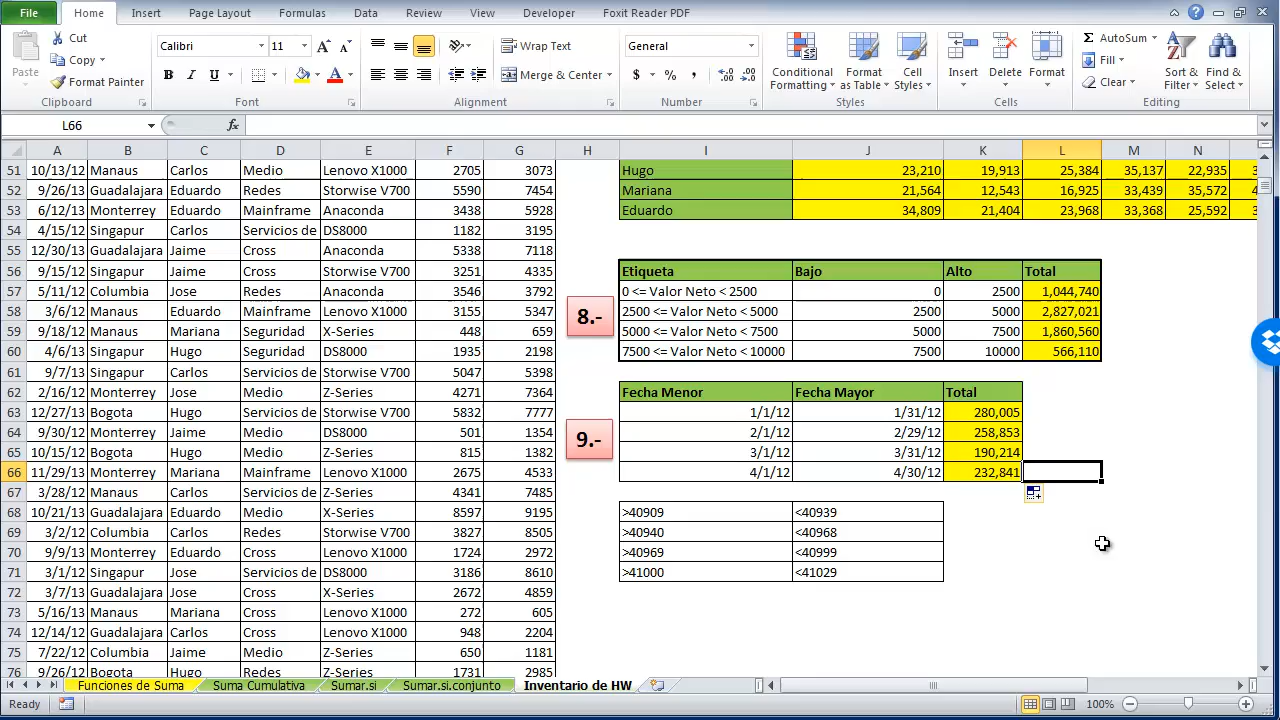 File Home Insert Page Layout Formulas Data Review View Developer Foxit Reader PDF
Paste Cut Copy Format Painter Clipboard
Calibri 11 A A B I U A Font
Wrap Text Merge & Center Alignment
General $ % , Number
Conditional Formatting Format as Table Cell Styles Styles
Insert Delete Format Cells
Σ AutoSum Fill Clear Sort & Filter Find & Select Editing
L66 fx
A B C D E F G H I J K L M N
51 10/13/12 Manaus Carlos Medio Lenovo X1000 2705 3073 Hugo 23,210 19,913 25,384 35,137 22,935
52 9/26/13 Guadalajara Eduardo Redes Storwise V700 5590 7454 Mariana 21,564 12,543 16,925 33,439 35,572
53 6/12/13 Monterrey Eduardo Mainframe Anaconda 3438 5928 Eduardo 34,809 21,404 23,968 33,368 25,592
54 4/15/12 Singapur Carlos Servicios de DS8000 1182 3195
55 12/30/13 Guadalajara Jaime Cross Anaconda 5338 7118
56 9/15/12 Singapur Jaime Cross Storwise V700 3251 4335 Etiqueta Bajo Alto Total
57 5/11/12 Columbia Jose Redes Anaconda 3546 3792 0 <= Valor Neto < 2500 0 2500 1,044,740
58 3/6/12 Manaus Eduardo Medio Lenovo X1000 3155 5347 8.- 2500 <= Valor Neto < 5000 2500 5000 2,827,021
59 9/18/12 Manaus Mariana Seguridad X-Series 448 659 5000 <= Valor Neto < 7500 5000 7500 1,860,560
60 4/6/13 Singapur Hugo Seguridad DS8000 1935 2198 7500 <= Valor Neto < 10000 7500 10000 566,110
61 9/7/13 Singapur Carlos Cross Storwise V700 5047 5398
62 2/16/12 Monterrey Jose Medio Z-Series 4271 7364 Fecha Menor Fecha Mayor Total
63 12/27/13 Bogota Hugo Servicios de Storwise V700 5832 7777 1/1/12 1/31/12 280,005
64 9/30/12 Monterrey Jaime Medio DS8000 501 1354 9.- 2/1/12 2/29/12 258,853
65 10/15/12 Bogota Hugo Medio Z-Series 815 1382 3/1/12 3/31/12 190,214
66 11/29/13 Monterrey Mariana Mainframe Lenovo X1000 2675 4533 4/1/12 4/30/12 232,841
67 3/28/12 Manaus Carlos Servicios de Z-Series 4341 7485
68 10/21/13 Guadalajara Eduardo Medio X-Series 8597 9195 >40909 <40939
69 3/2/12 Columbia Carlos Redes Storwise V700 3827 8505 >40940 <40968
70 9/9/13 Monterrey Eduardo Cross Lenovo X1000 1724 2972 >40969 <40999
71 3/1/12 Singapur Jose Servicios de DS8000 3186 8610 >41000 <41029
72 3/7/13 Guadalajara Jose Cross X-Series 2672 4859
73 5/16/13 Manaus Mariana Cross Lenovo X1000 272 605
74 12/14/12 Guadalajara Carlos Cross Lenovo X1000 948 2204
75 7/22/12 Columbia Jaime Medio Z-Series 650 1181
76 9/26/12 Bogota Hugo Redes Z-Series 1731 2985
Funciones de Suma Suma Cumulativa Sumar.si Sumar.si.conjunto Inventario de HW
Ready 100%